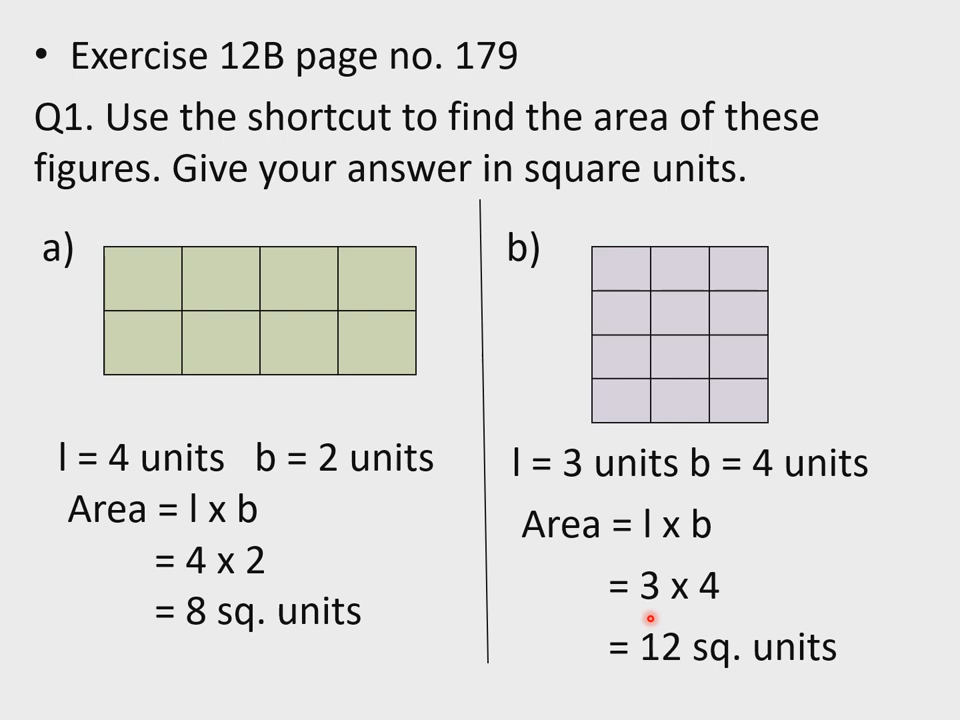 • Exercise 12B page no. 179
Q1. Use the shortcut to find the area of these
figures. Give your answer in square units.
a)
l = 4 units b = 2 units
Area = l x b
= 4 x 2
= 8 sq. units
b)
l = 3 units b = 4 units
Area = l x b
= 3 x 4
= 12 sq. units